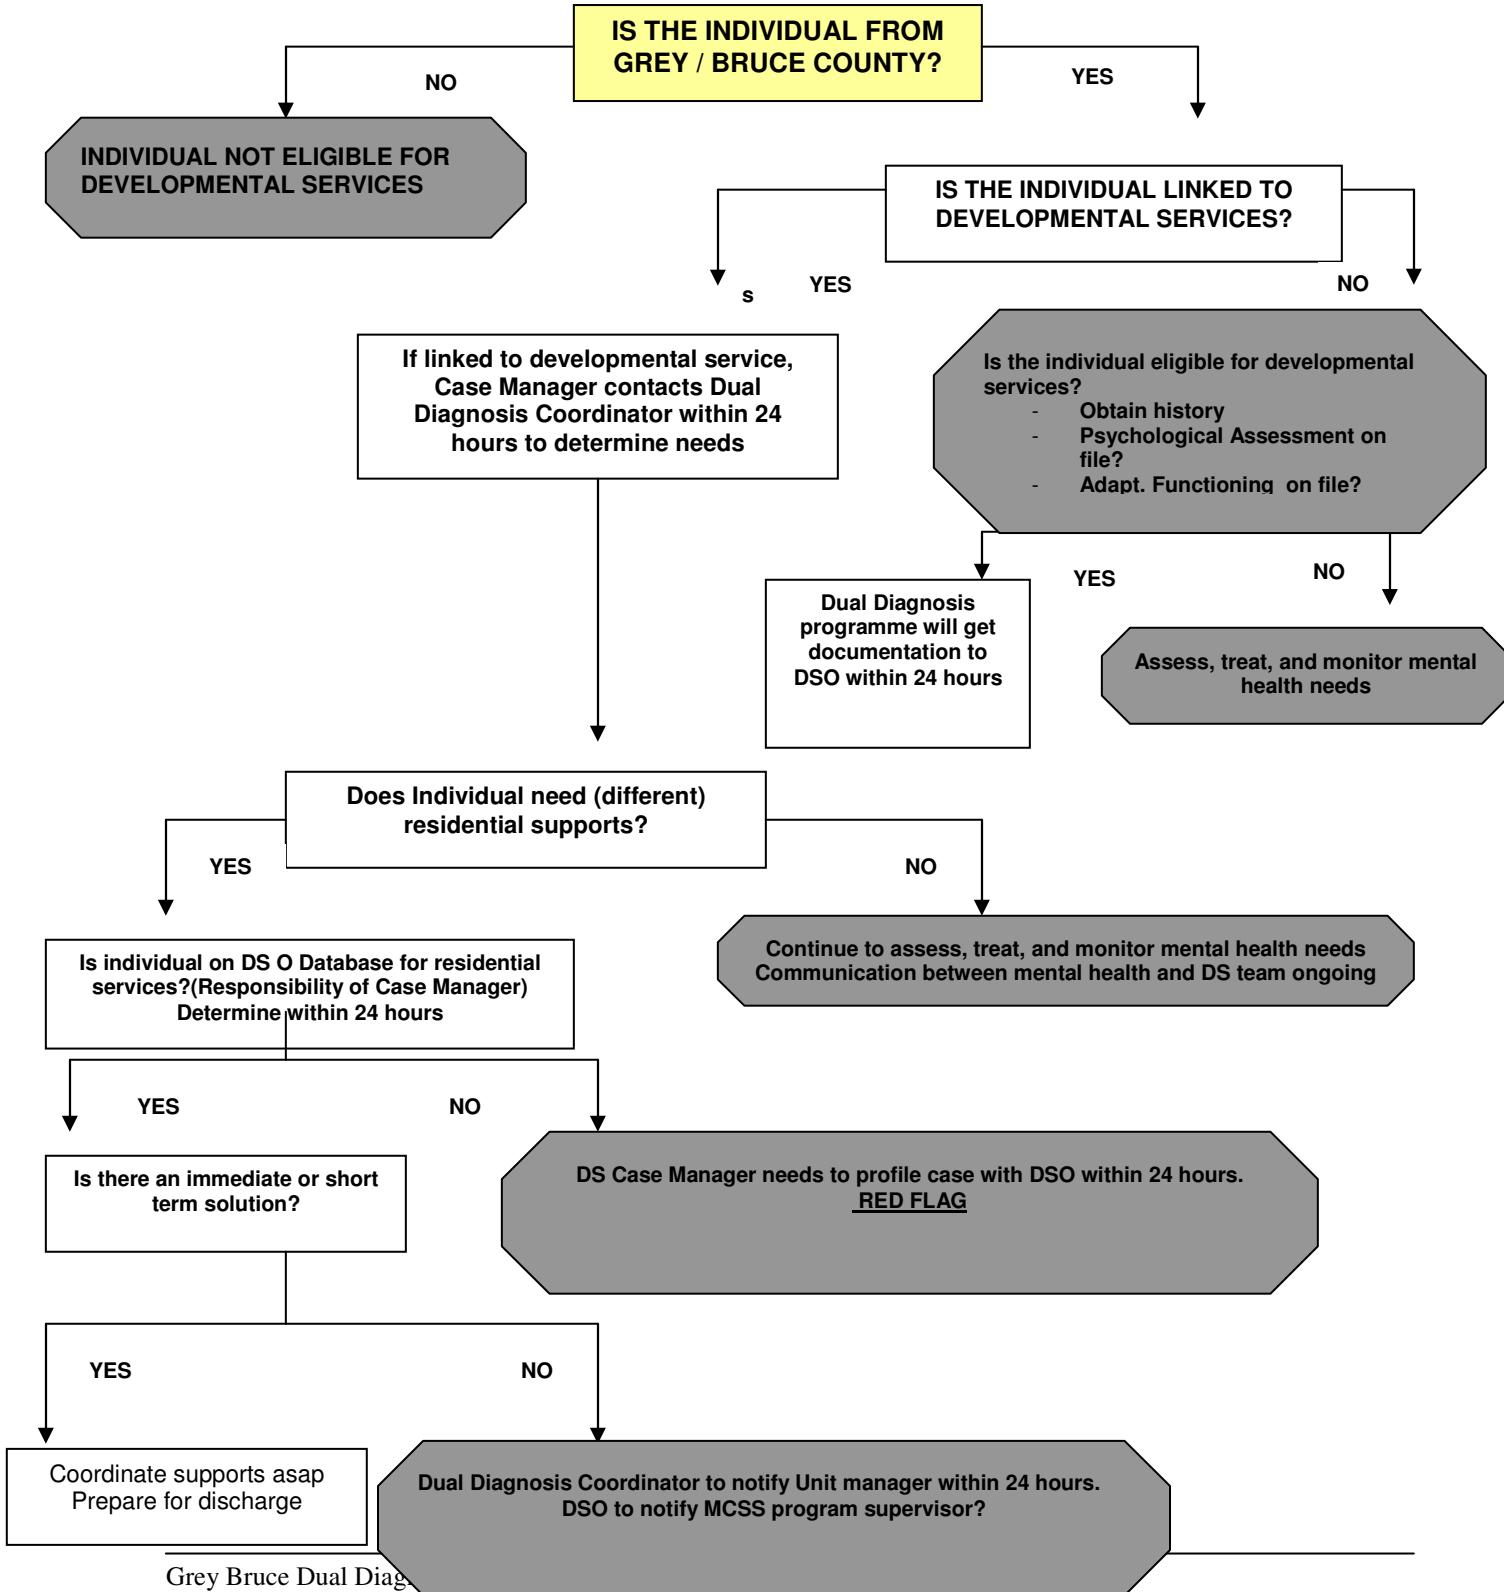 IS THE INDIVIDUAL FROM
GREY / BRUCE COUNTY?
NO
YES
INDIVIDUAL NOT ELIGIBLE FOR
DEVELOPMENTAL SERVICES
IS THE INDIVIDUAL LINKED TO
DEVELOPMENTAL SERVICES?
s
YES
NO
If linked to developmental service,
Case Manager contacts Dual
Diagnosis Coordinator within 24
hours to determine needs
Is the individual eligible for developmental
services?
- Obtain history
- Psychological Assessment on
file?
- Adapt. Functioning on file?
YES
NO
Dual Diagnosis
programme will get
documentation to
DSO within 24 hours
Assess, treat, and monitor mental
health needs
Does Individual need (different)
residential supports?
YES
NO
Is individual on DS O Database for residential
services?(Responsibility of Case Manager)
Determine within 24 hours
Continue to assess, treat, and monitor mental health needs
Communication between mental health and DS team ongoing
YES
NO
Is there an immediate or short
term solution?
DS Case Manager needs to profile case with DSO within 24 hours.
RED FLAG
YES
NO
Coordinate supports asap
Prepare for discharge
Dual Diagnosis Coordinator to notify Unit manager within 24 hours.
DSO to notify MCSS program supervisor?
Grey Bruce Dual Diag